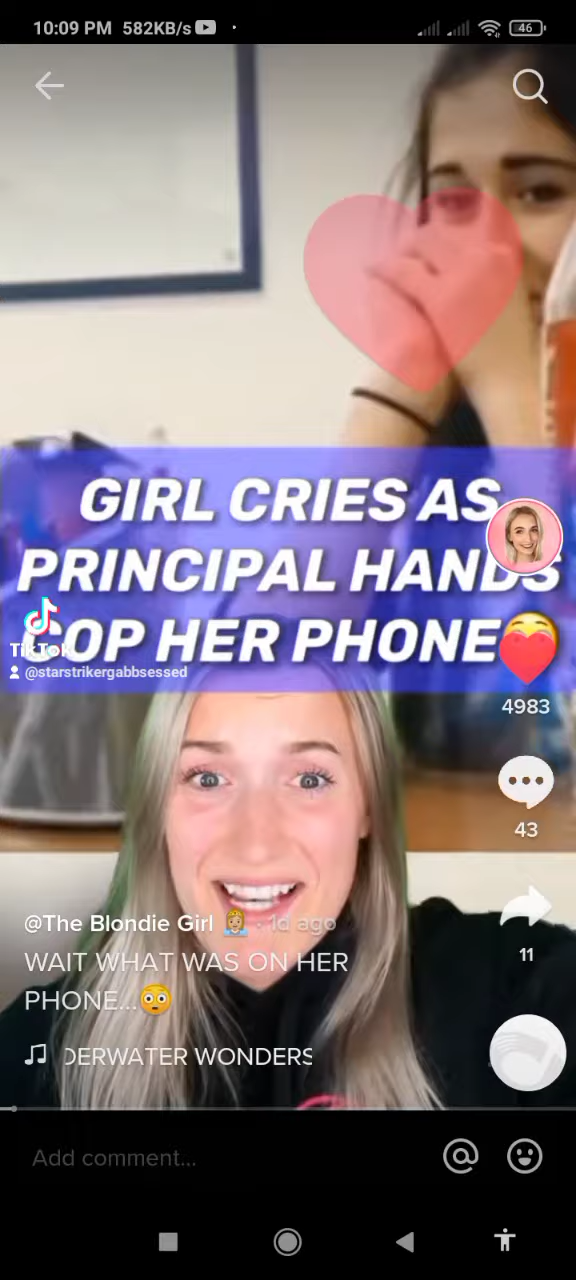 10:09 PM 582KB/s
46
GIRL CRIES AS
PRINCIPAL HANDS
COP HER PHONE
TikTok
@starstrikergabbsessed
4983
43
@The Blondie Girl · 1d ago
WAIT WHAT WAS ON HER
PHONE...
11
DERWATER WONDERS
Add comment...